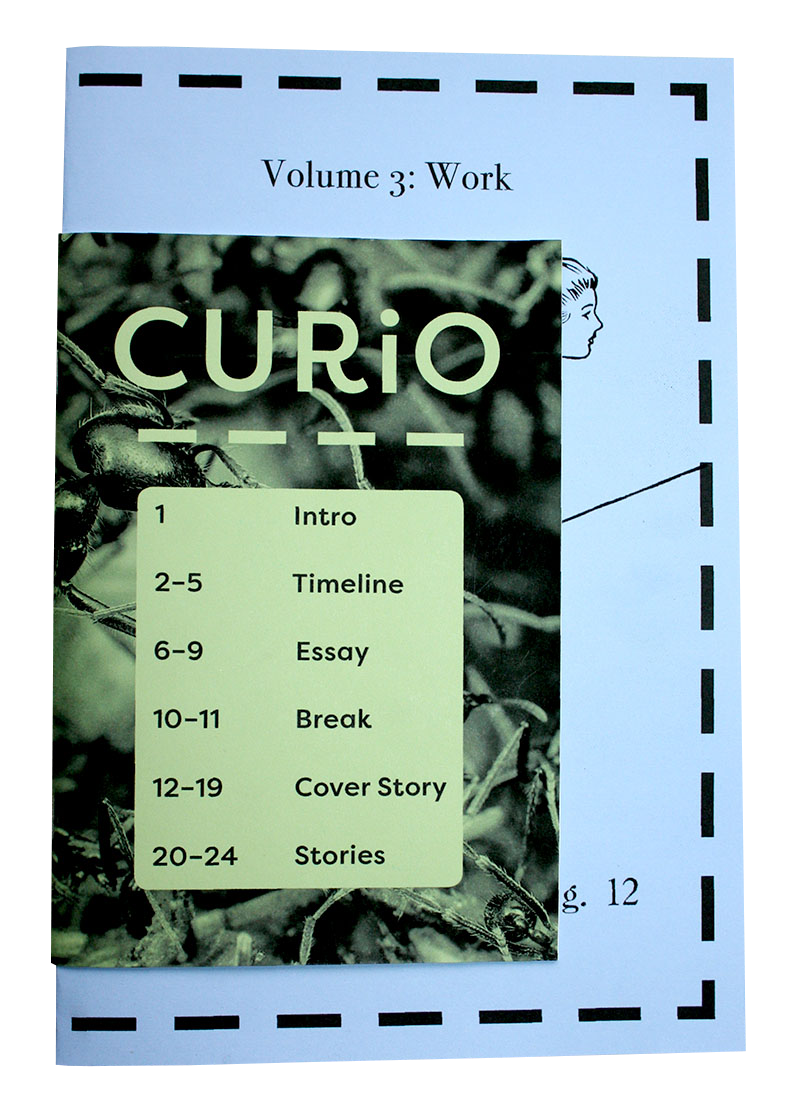 Volume 3: Work
CURiO
1 Intro
2–5 Timeline
6–9 Essay
10–11 Break
12–19 Cover Story
20–24 Stories
g. 12